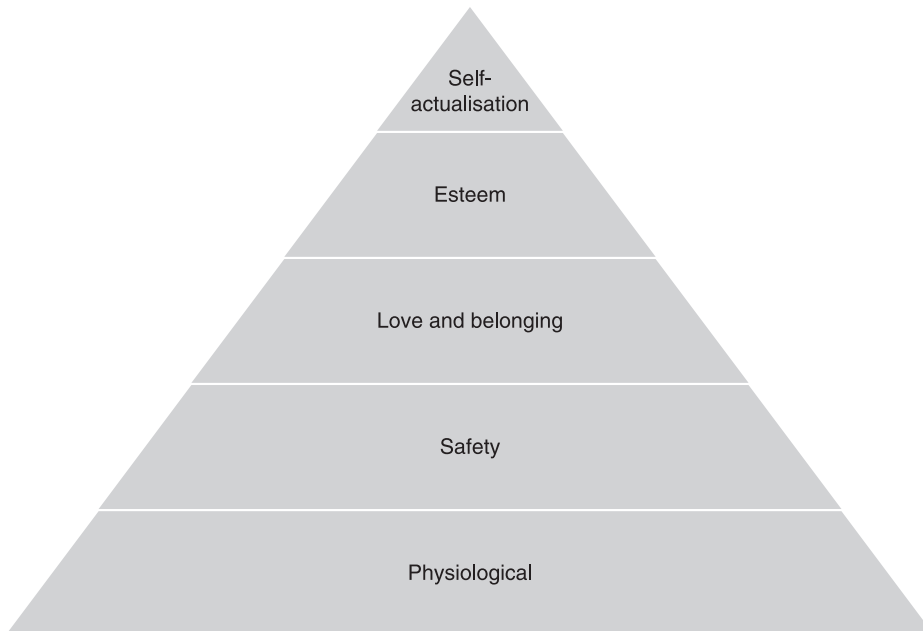 Self-
actualisation
Esteem
Love and belonging
Safety
Physiological